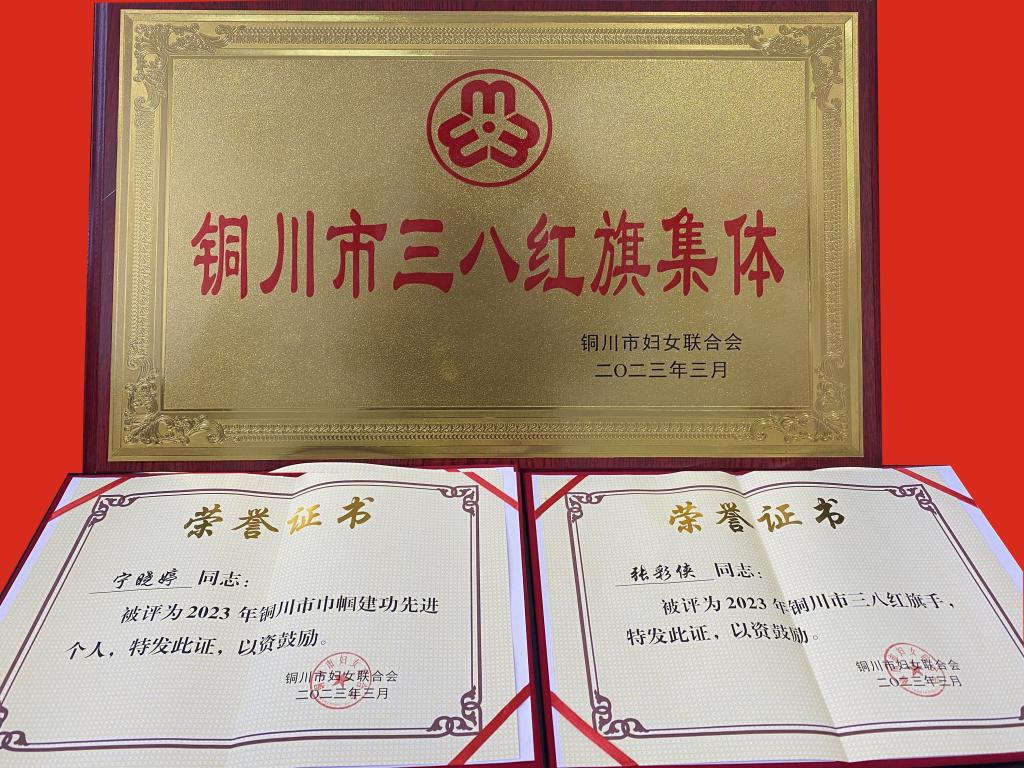 铜川市三八红旗集体
铜川市妇女联合会
二〇二三年三月
荣誉证书
宁晓婷 同志：
被评为2023年铜川市巾帼建功先进
个人，特发此证，以资鼓励。
铜川市妇女联合会
二〇二三年三月
荣誉证书
张彩侠 同志：
被评为2023年铜川市三八红旗手，
特发此证，以资鼓励。
铜川市妇女联合会
二〇二三年三月